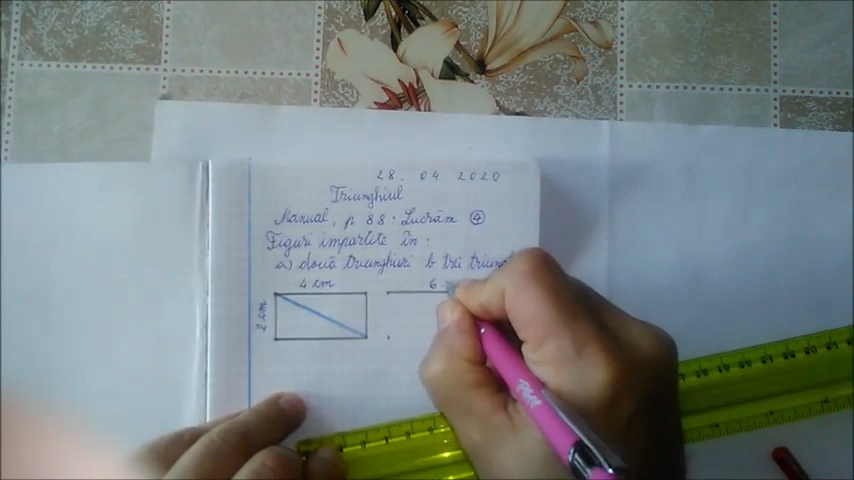 28. 04 2020
Triunghiul
Manual, p 88: Lucrăm 4
Figuri împărțite în:
a) două triunghiuri b trei
4 cm 6
2 cm